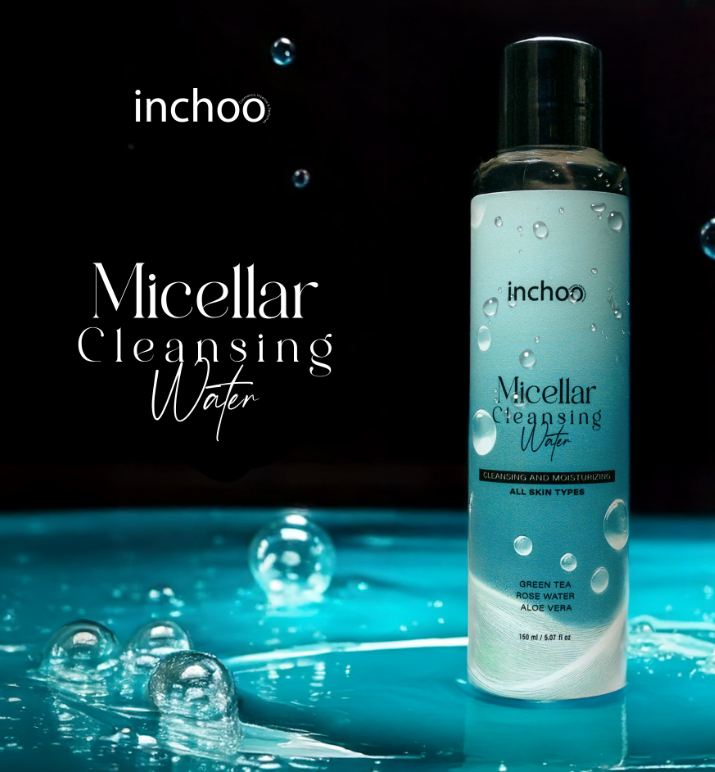 inchoo
Micellar
Cleansing
Water
inchoo
Micellar
Cleansing
Water
CLEANSING AND MOISTURIZING
ALL SKIN TYPES
GREEN TEA
ROSE WATER
ALOE VERA
150 ml / 5.07 fl oz